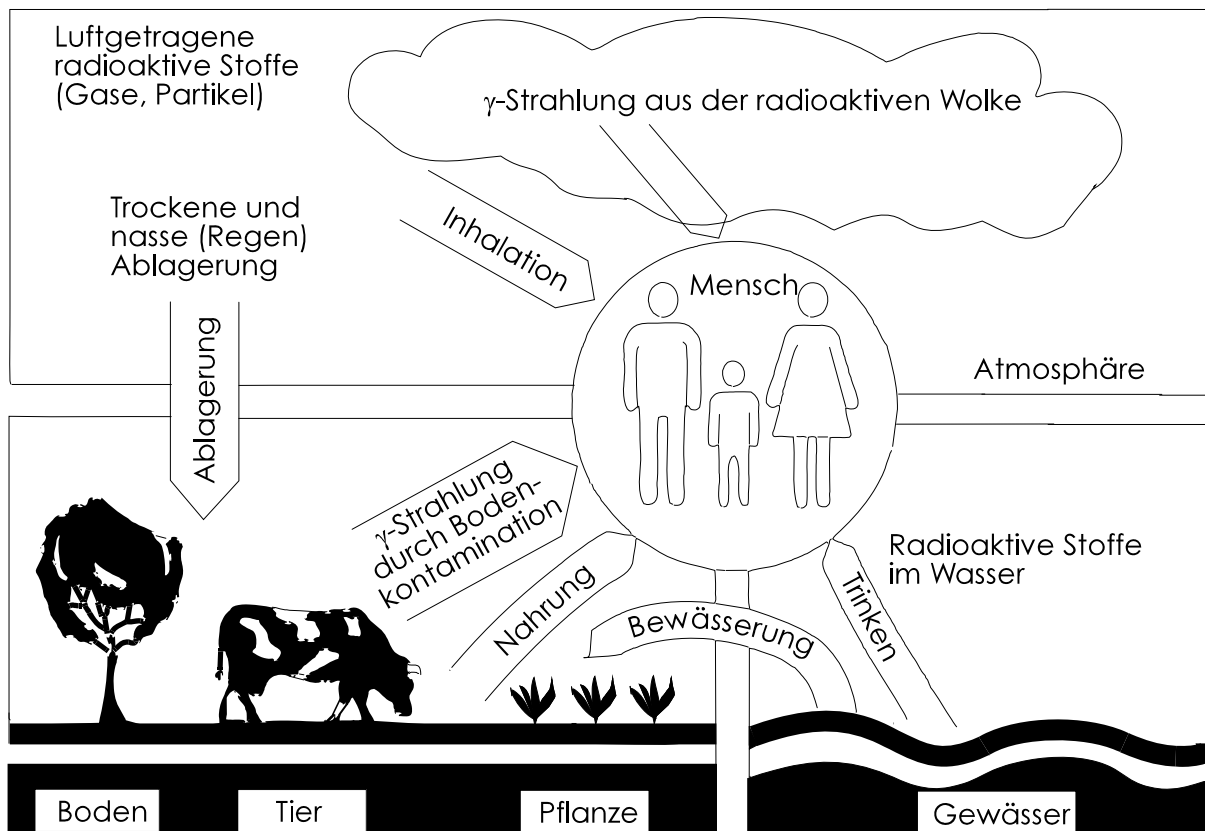 Luftgetragene
radioaktive Stoffe
(Gase, Partikel)
γ-Strahlung aus der radioaktiven Wolke
Trockene und
nasse (Regen)
Ablagerung
Inhalation
Mensch
Ablagerung
Atmosphäre
γ-Strahlung
durch Boden-
kontamination
Radioaktive Stoffe
im Wasser
Nahrung
Bewässerung
Trinken
Boden
Tier
Pflanze
Gewässer